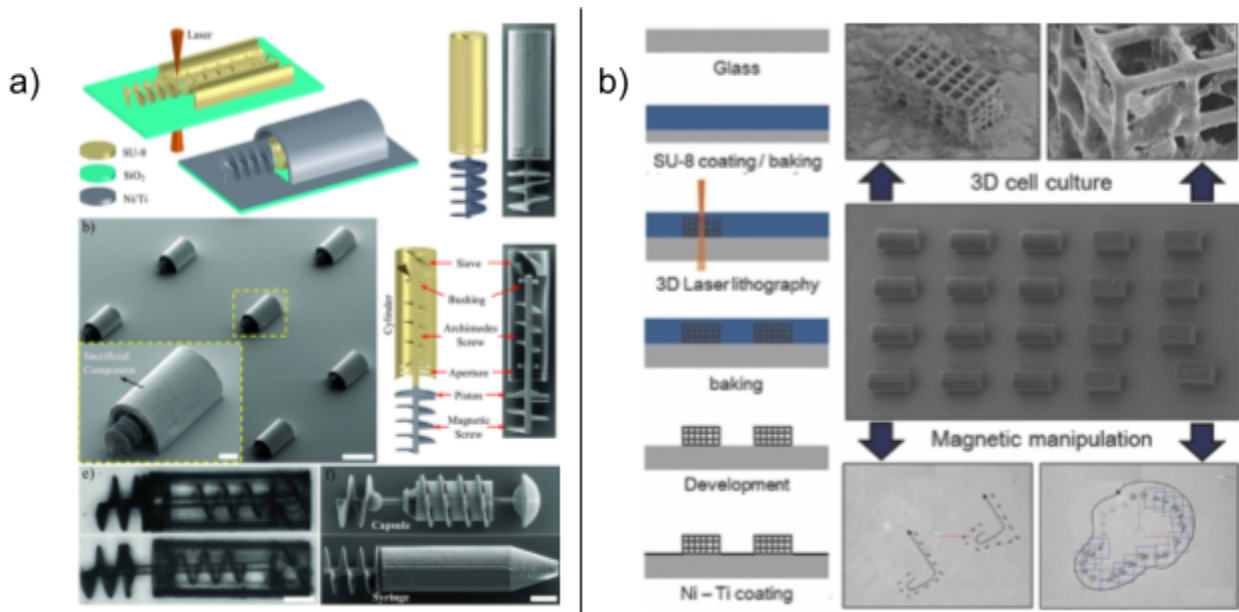 a)
Laser
SU-8
SiO₂
Ni/Ti
b)
Sacrificial
Component
Sieve
Bushing
Cylinder
Archimedes
Screw
Aperture
Piston
Magnetic
Screw
e)
f)
Capsule
Syringe
b)
Glass
SU-8 coating / baking
3D Laser lithography
baking
Development
Ni – Ti coating
3D cell culture
Magnetic manipulation